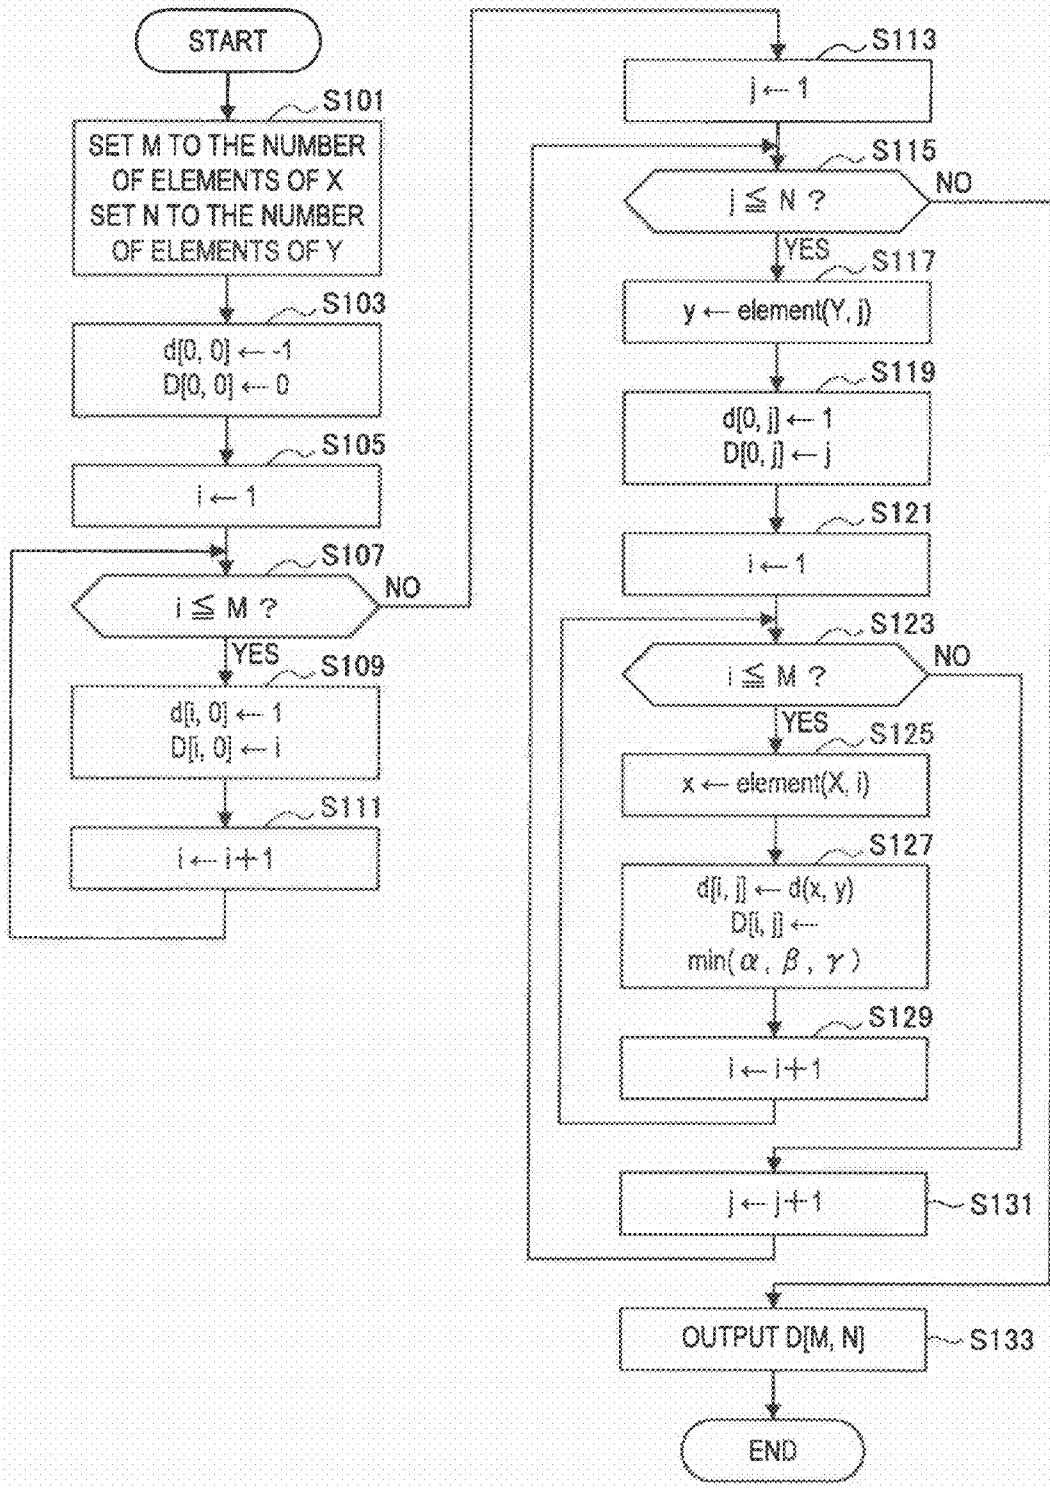 START
S101
SET M TO THE NUMBER
OF ELEMENTS OF X
SET N TO THE NUMBER
OF ELEMENTS OF Y
S103
d[0, 0] ← -1
D[0, 0] ← 0
S105
i ← 1
S107
i ≦ M ?
NO
YES
S109
d[i, 0] ← 1
D[i, 0] ← i
S111
i ← i + 1
S113
j ← 1
S115
j ≦ N ?
NO
YES
S117
y ← element(Y, j)
S119
d[0, j] ← 1
D[0, j] ← j
S121
i ← 1
S123
i ≦ M ?
NO
YES
S125
x ← element(X, i)
S127
d[i, j] ← d(x, y)
D[i, j] ←
min( α , β , γ )
S129
i ← i + 1
j ← j + 1
S131
OUTPUT D[M, N]
S133
END